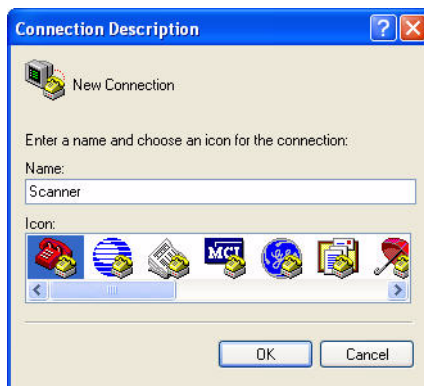 Connection Description
New Connection
Enter a name and choose an icon for the connection:
Name:
Scanner
Icon:
MCI
OK Cancel